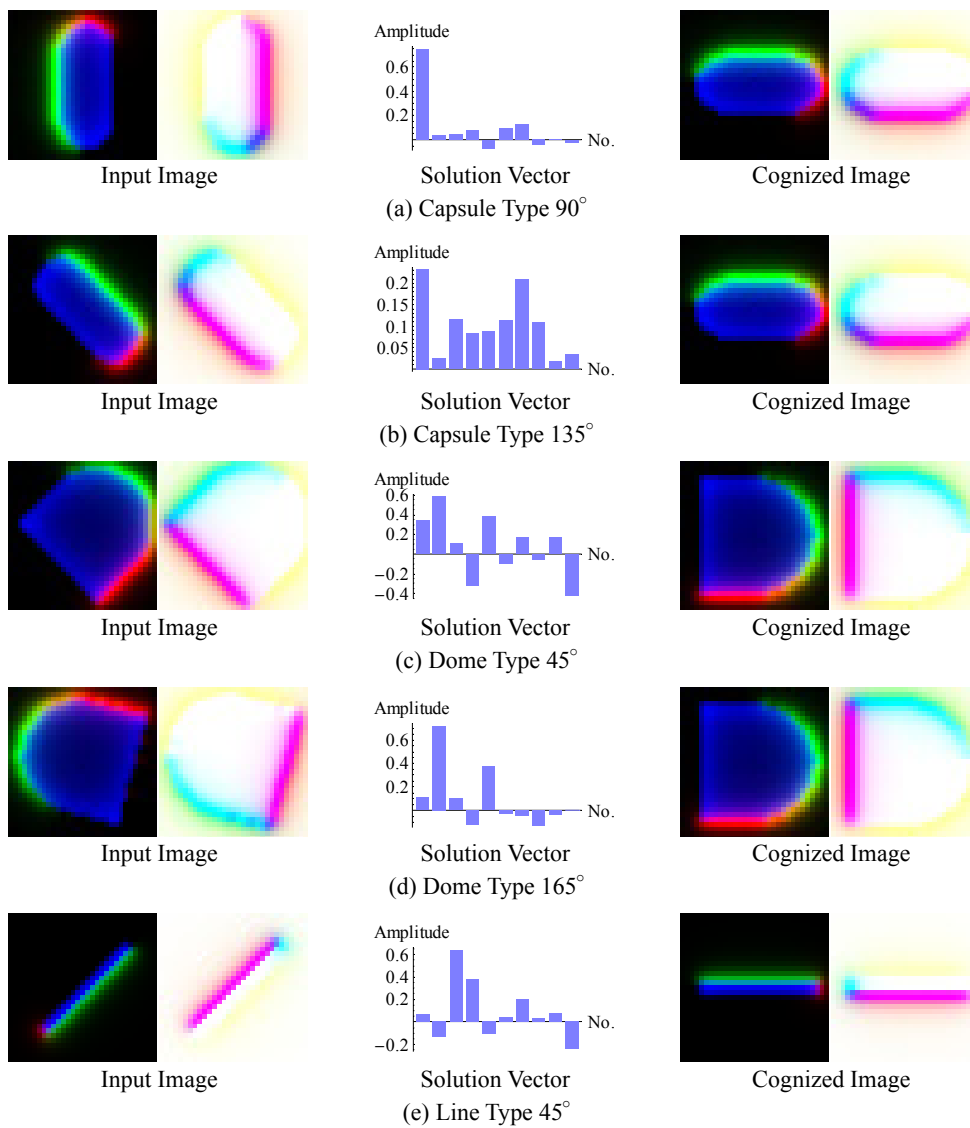 Amplitude
0.6
0.4
0.2
No.
Input Image Solution Vector Cognized Image
(a) Capsule Type 90°
Amplitude
0.2
0.15
0.1
0.05
No.
Input Image Solution Vector Cognized Image
(b) Capsule Type 135°
Amplitude
0.6
0.4
0.2
No.
−0.2
−0.4
Input Image Solution Vector Cognized Image
(c) Dome Type 45°
Amplitude
0.6
0.4
0.2
No.
Input Image Solution Vector Cognized Image
(d) Dome Type 165°
Amplitude
0.6
0.4
0.2
No.
−0.2
Input Image Solution Vector Cognized Image
(e) Line Type 45°